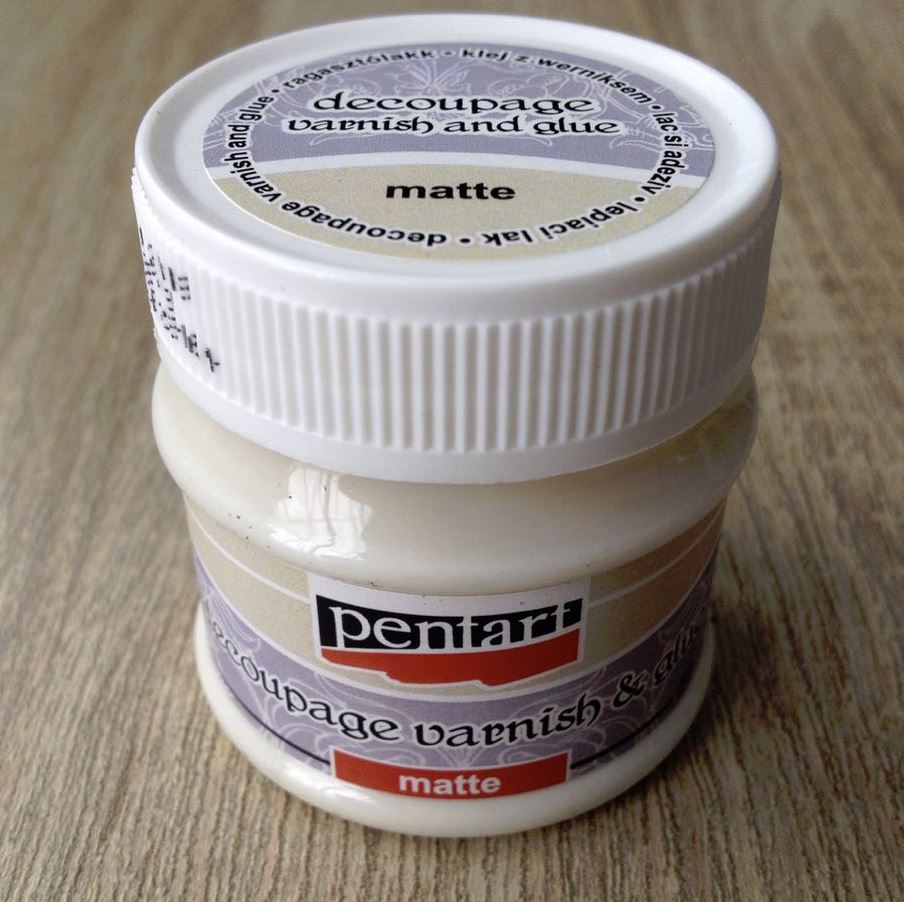 decoupage varnish and glue • ragasztólakk • klej z werniksem • lac si adeziv • lepiaci lak •
decoupage
varnish and glue
matte
pentart
decoupage varnish & glue
matte